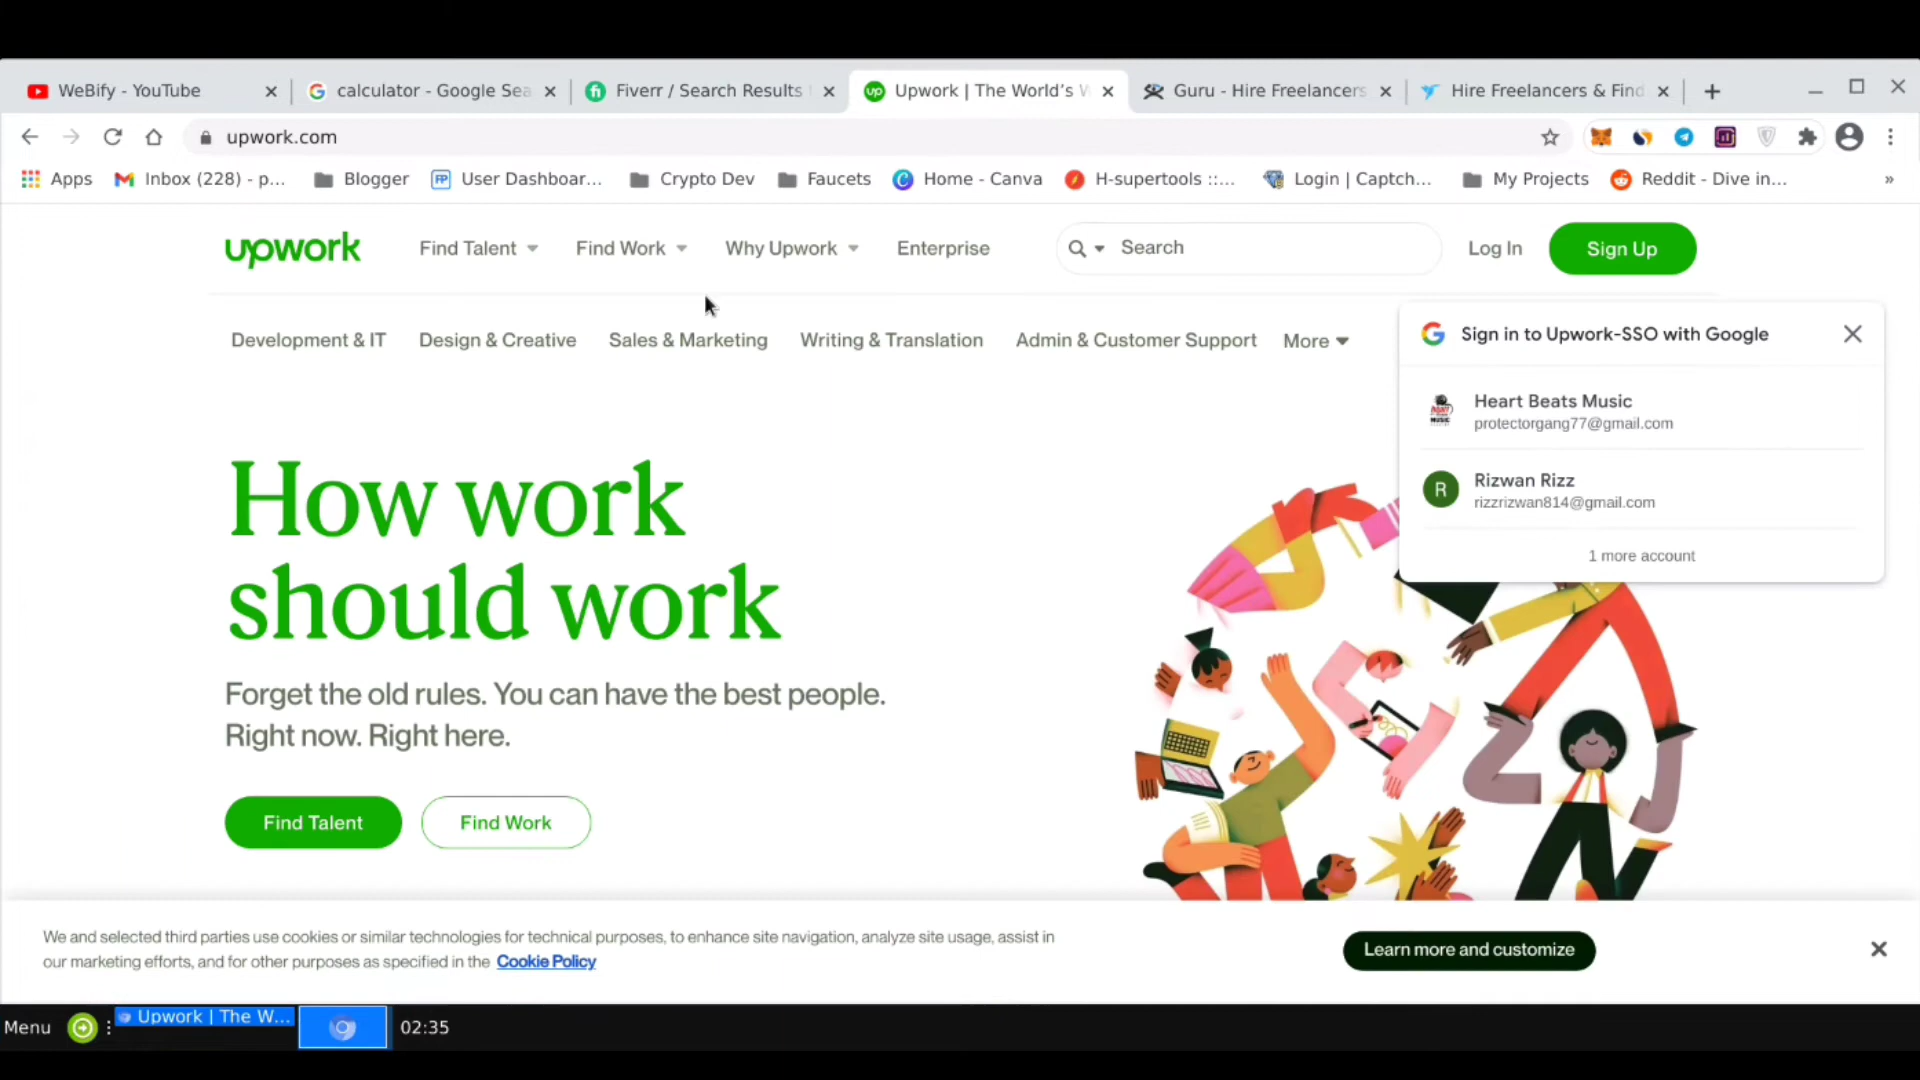 WeBify - YouTube
calculator - Google Sea
Fiverr / Search Results
Upwork | The World's W
Guru - Hire Freelancers
Hire Freelancers & Find
upwork.com
Apps
Inbox (228) - p...
Blogger
User Dashboar...
Crypto Dev
Faucets
Home - Canva
H-supertools ::...
Login | Captch...
My Projects
Reddit - Dive in...
»
upwork
Find Talent
Find Work
Why Upwork
Enterprise
Search
Log In
Sign Up
Development & IT
Design & Creative
Sales & Marketing
Writing & Translation
Admin & Customer Support
More
Sign in to Upwork-SSO with Google
Heart Beats Music
protectorgang77@gmail.com
R
Rizwan Rizz
rizzrizwan814@gmail.com
1 more account
How work
should work
Forget the old rules. You can have the best people.
Right now. Right here.
Find Talent
Find Work
We and selected third parties use cookies or similar technologies for technical purposes, to enhance site navigation, analyze site usage, assist in
our marketing efforts, and for other purposes as specified in the Cookie Policy
Learn more and customize
Menu
Upwork | The W...
02:35